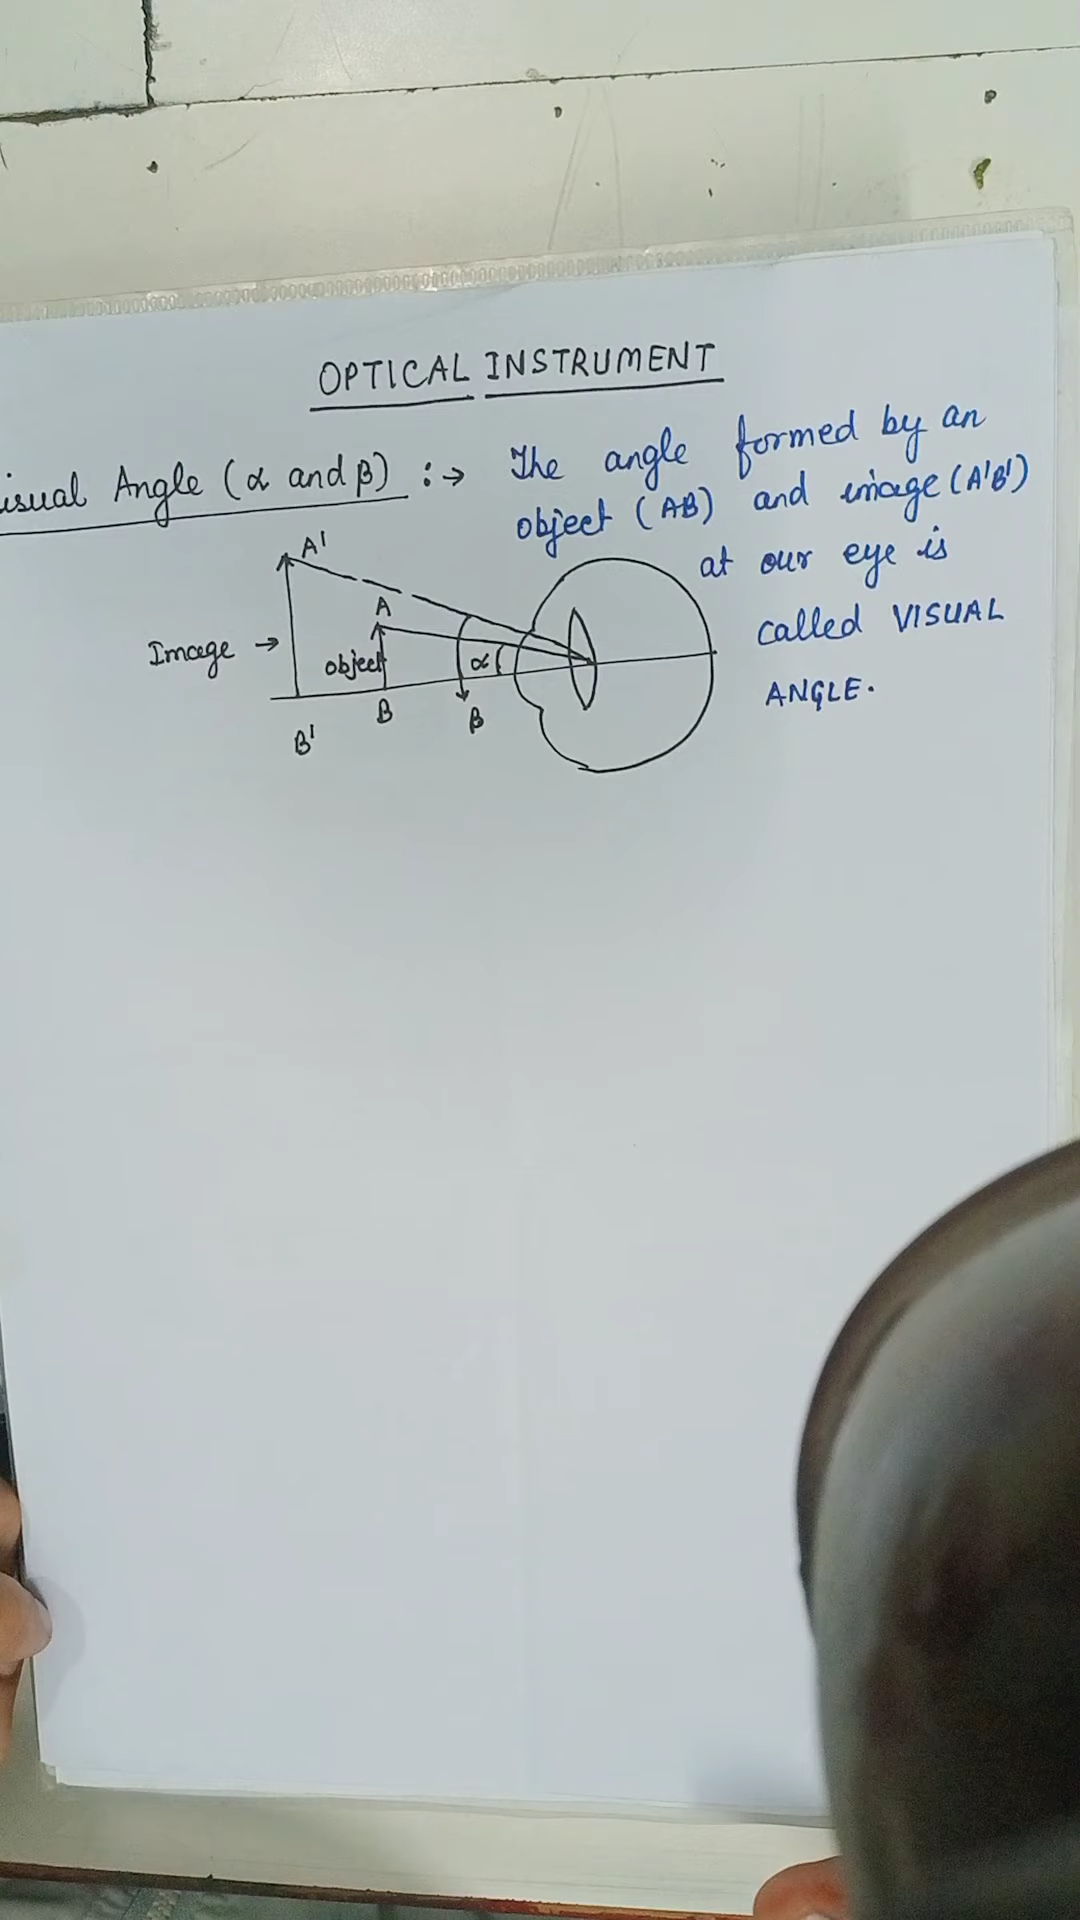 OPTICAL INSTRUMENT
isual Angle (α and β) :→ The angle formed by an
object (AB) and image (A'B')
at our eye is
called VISUAL
ANGLE.
A'
A
Image →
object
α
B
β
B'